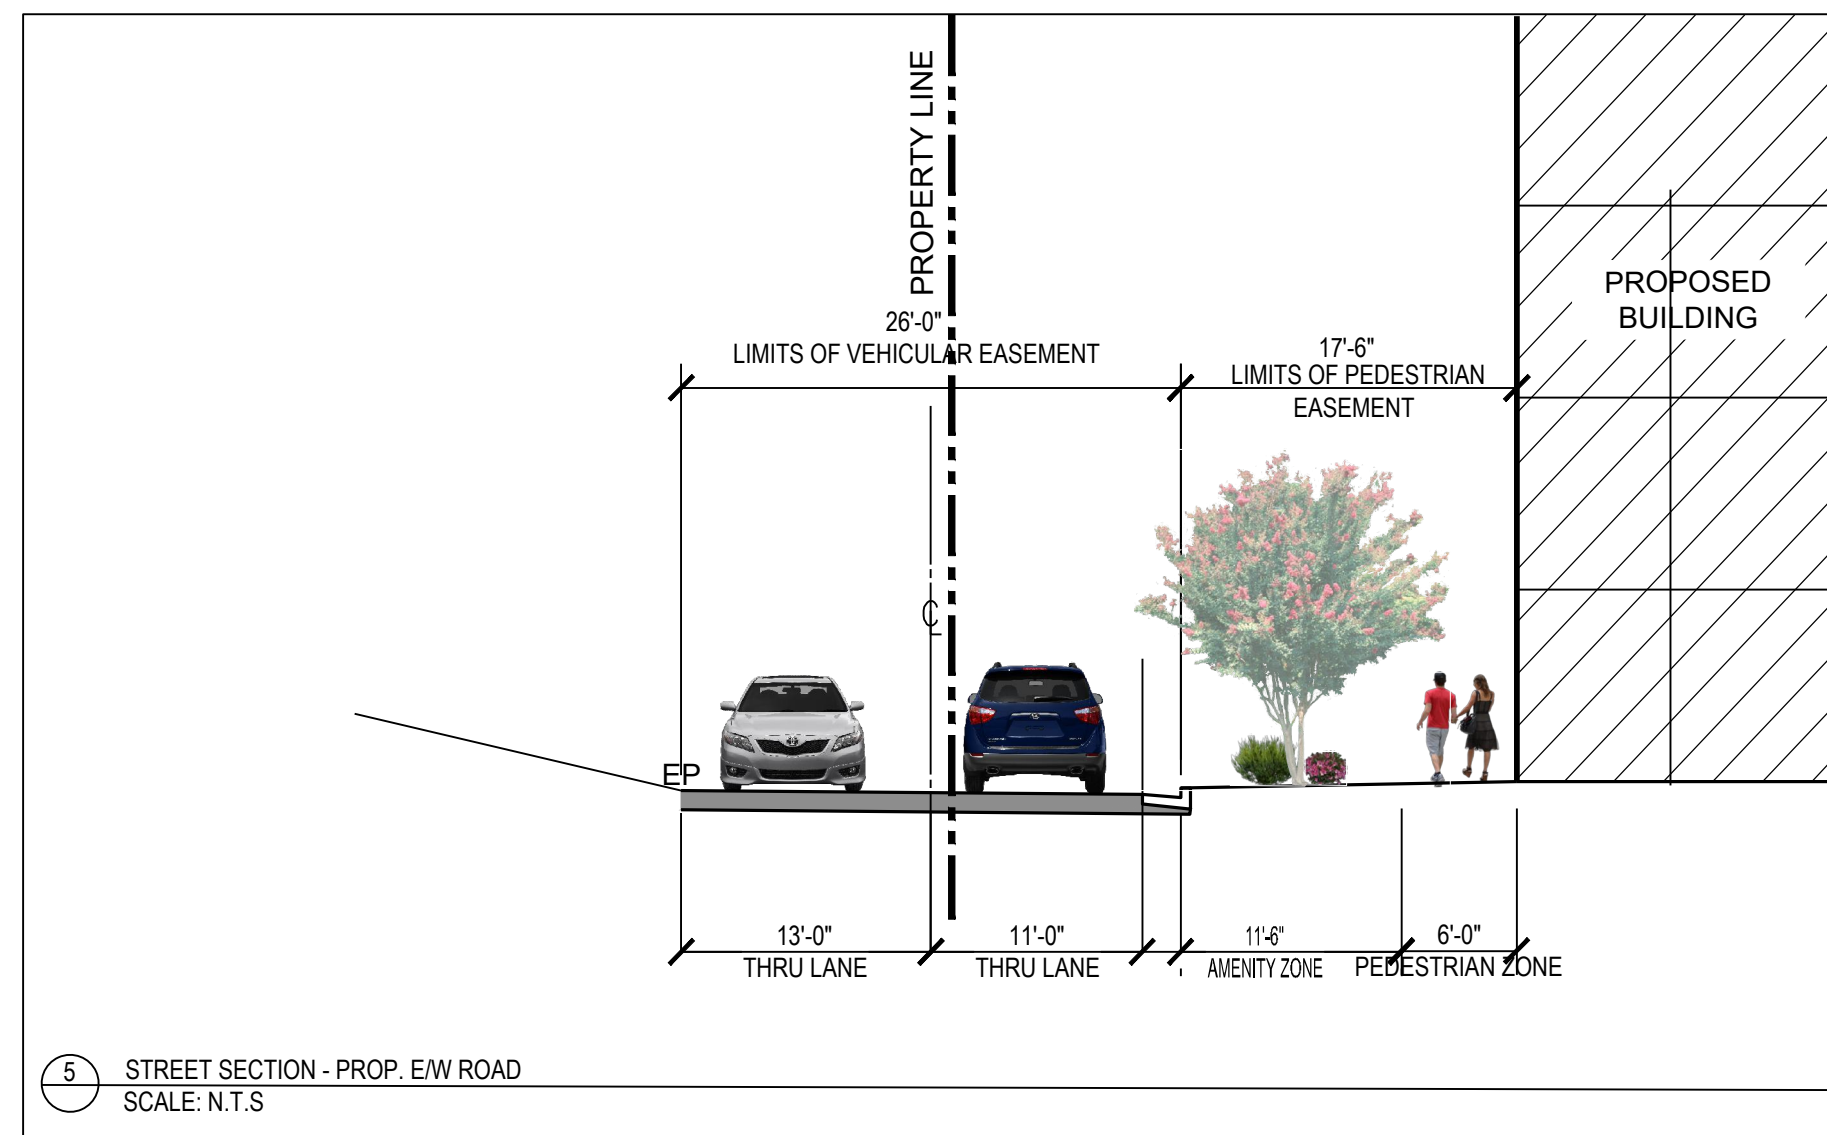 PROPERTY LINE
26'-0"
LIMITS OF VEHICULAR EASEMENT
17'-6"
LIMITS OF PEDESTRIAN
EASEMENT
PROPOSED
BUILDING
CL
EP
13'-0"
THRU LANE
11'-0"
THRU LANE
11'-6"
AMENITY ZONE
6'-0"
PEDESTRIAN ZONE
5
STREET SECTION - PROP. E/W ROAD
SCALE: N.T.S